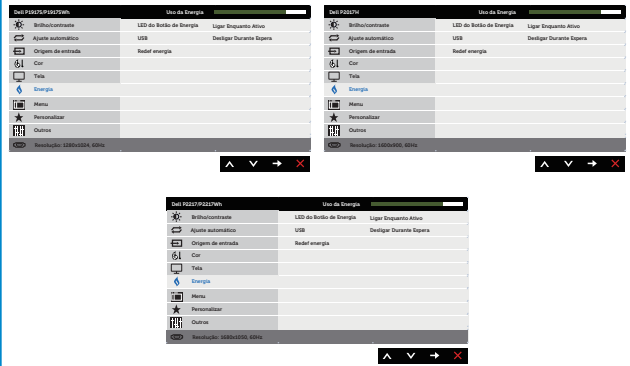 Dell P1917S/P1917SWh Uso da Energia
Brilho/contraste LED do Botão de Energia Ligar Enquanto Ativo
Ajuste automático USB Desligar Durante Espera
Origem de entrada Redef energia
Cor
Tela
Energia
Menu
Personalizar
Outros
Resolução: 1280x1024, 60Hz
Dell P2017H Uso da Energia
Brilho/contraste LED do Botão de Energia Ligar Enquanto Ativo
Ajuste automático USB Desligar Durante Espera
Origem de entrada Redef energia
Cor
Tela
Energia
Menu
Personalizar
Outros
Resolução: 1600x900, 60Hz
Dell P2217/P2217Wh Uso da Energia
Brilho/contraste LED do Botão de Energia Ligar Enquanto Ativo
Ajuste automático USB Desligar Durante Espera
Origem de entrada Redef energia
Cor
Tela
Energia
Menu
Personalizar
Outros
Resolução: 1680x1050, 60Hz